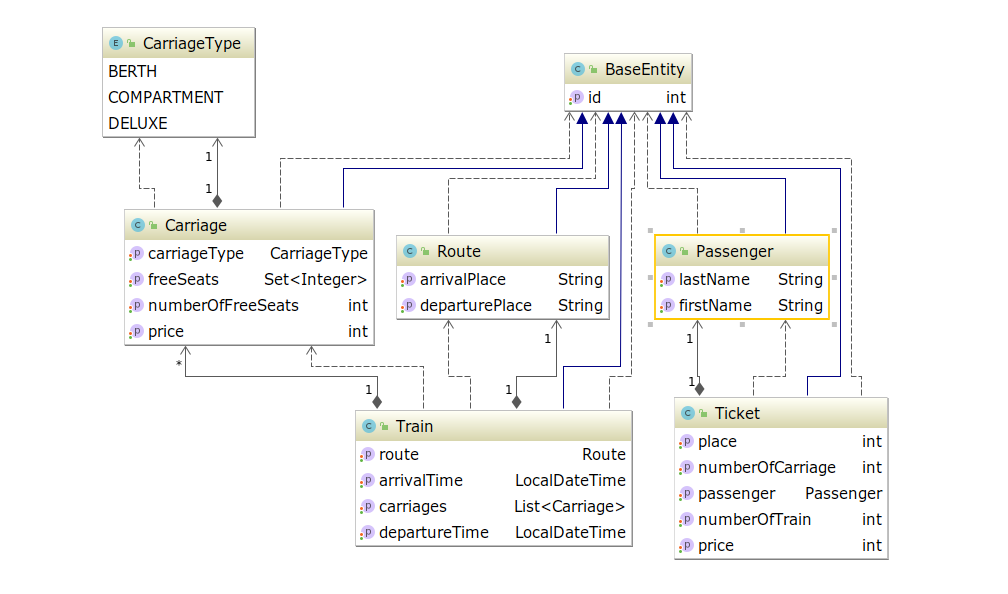 E CarriageType
BERTH
COMPARTMENT
DELUXE
C BaseEntity
p id int
1
1
C Carriage
p carriageType CarriageType
p freeSeats Set<Integer>
p numberOfFreeSeats int
p price int
C Route
p arrivalPlace String
p departurePlace String
C Passenger
p lastName String
p firstName String
*
1
1
1
1
1
C Train
p route Route
p arrivalTime LocalDateTime
p carriages List<Carriage>
p departureTime LocalDateTime
C Ticket
p place int
p numberOfCarriage int
p passenger Passenger
p numberOfTrain int
p price int